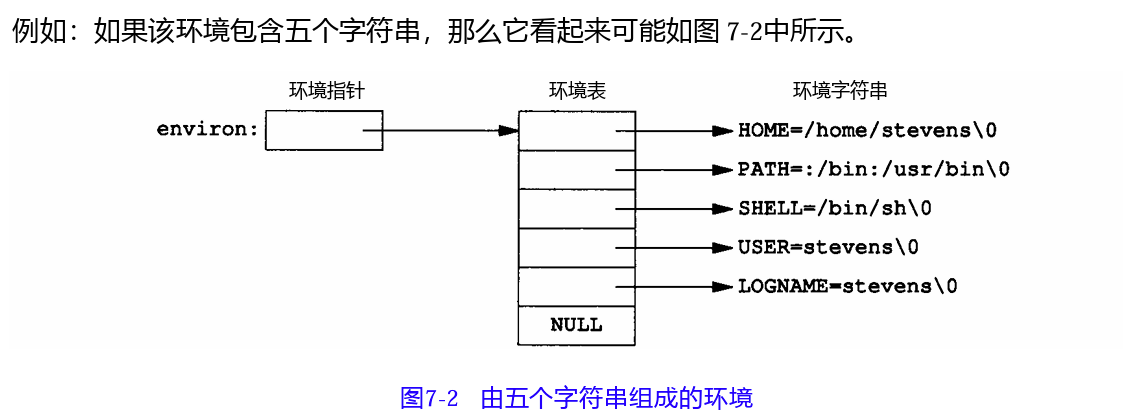 例如：如果该环境包含五个字符串，那么它看起来可能如图 7-2中所示。
环境指针 环境表 环境字符串
environ: HOME=/home/stevens\0
PATH=:/bin:/usr/bin\0
SHELL=/bin/sh\0
USER=stevens\0
LOGNAME=stevens\0
NULL
图7-2 由五个字符串组成的环境